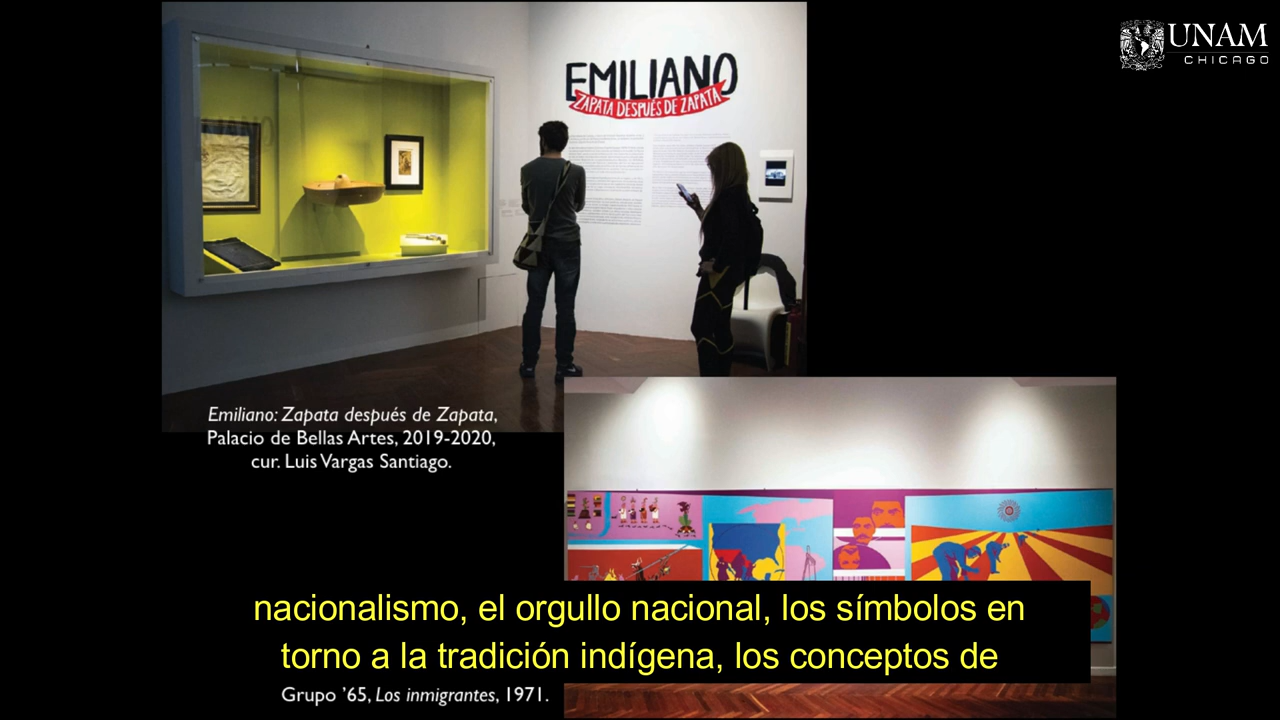 UNAM
CHICAGO
EMILIANO
ZAPATA DESPUÉS DE ZAPATA
Emiliano: Zapata después de Zapata,
Palacio de Bellas Artes, 2019-2020,
cur. Luis Vargas Santiago.
nacionalismo, el orgullo nacional, los símbolos en
torno a la tradición indígena, los conceptos de
Grupo ’65, Los inmigrantes, 1971.